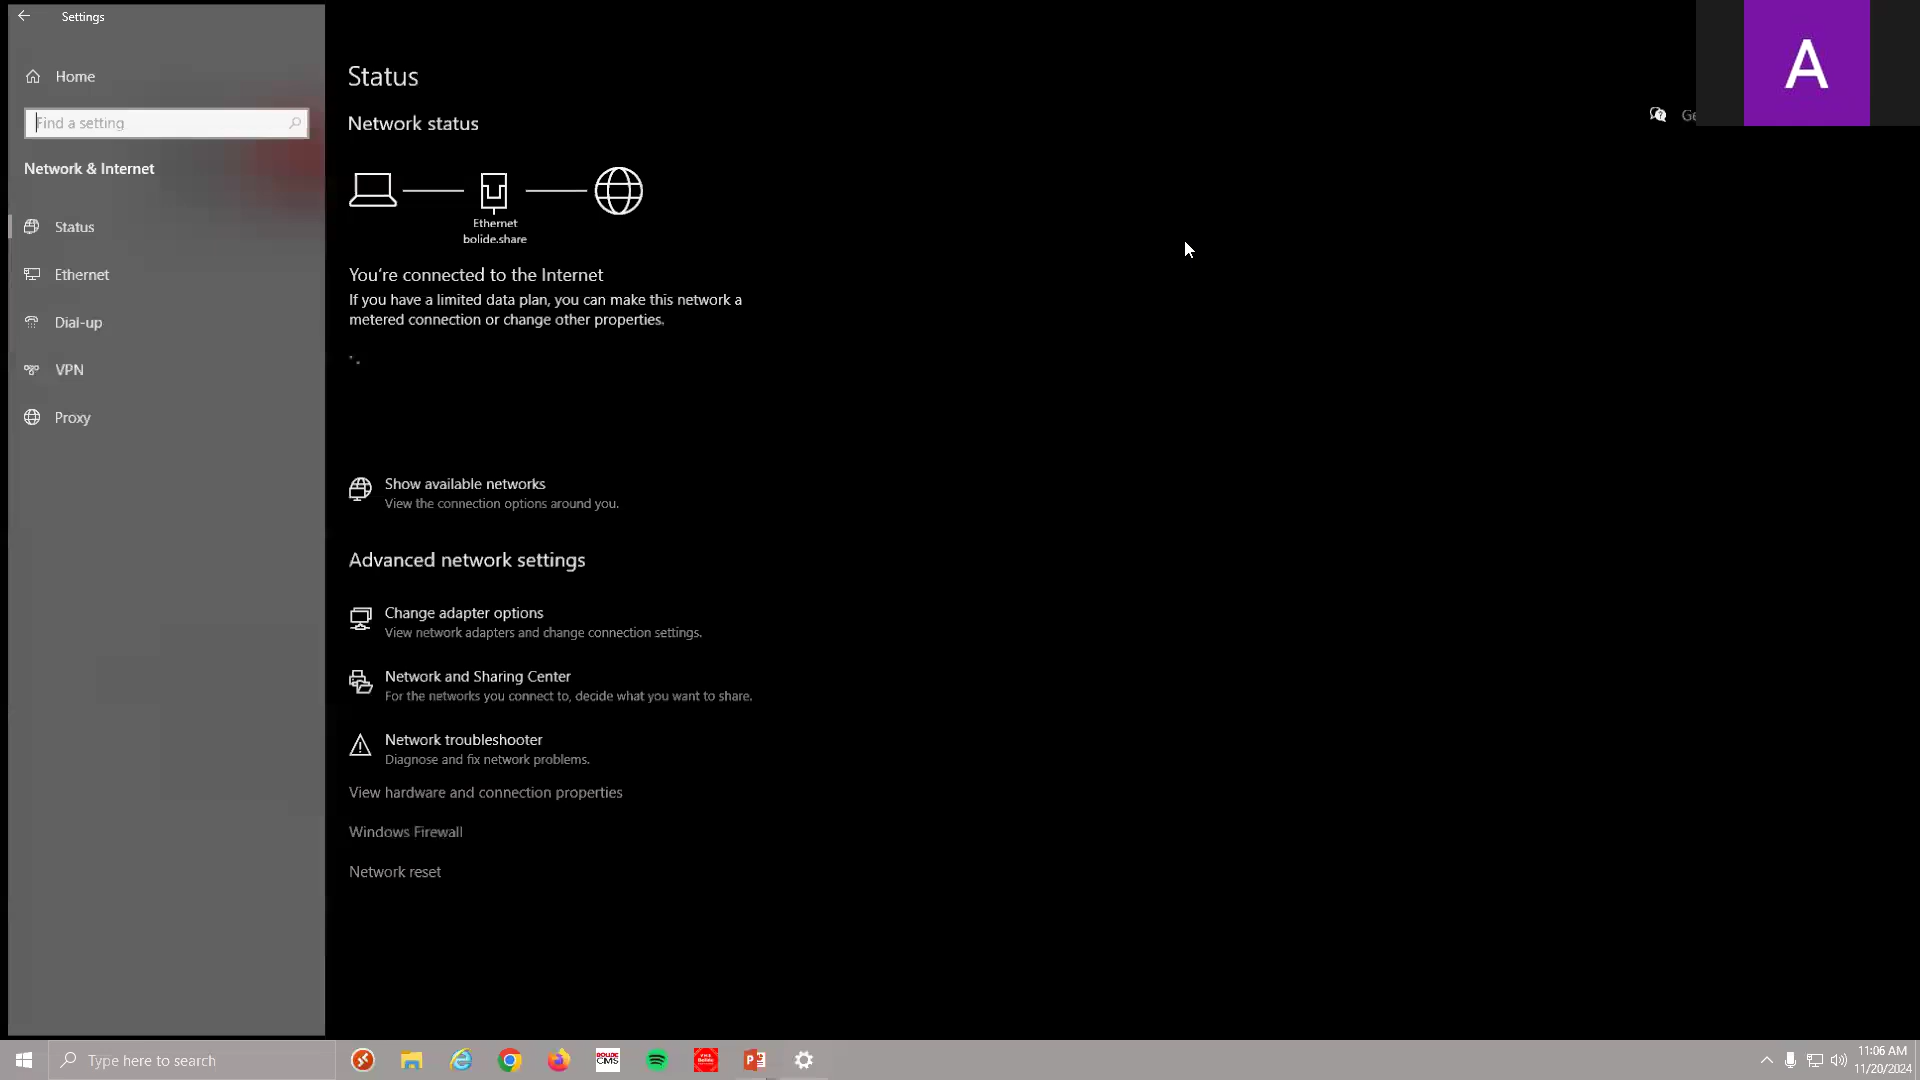 Settings
Home
Find a setting
Network & Internet
Status
Ethernet
Dial-up
VPN
Proxy
Status
Network status
Ethernet
bolide.share
You're connected to the Internet
If you have a limited data plan, you can make this network a
metered connection or change other properties.
Show available networks
View the connection options around you.
Advanced network settings
Change adapter options
View network adapters and change connection settings.
Network and Sharing Center
For the networks you connect to, decide what you want to share.
Network troubleshooter
Diagnose and fix network problems.
View hardware and connection properties
Windows Firewall
Network reset
A
Type here to search
BOLIDE
CMS
11:06 AM
11/20/2024